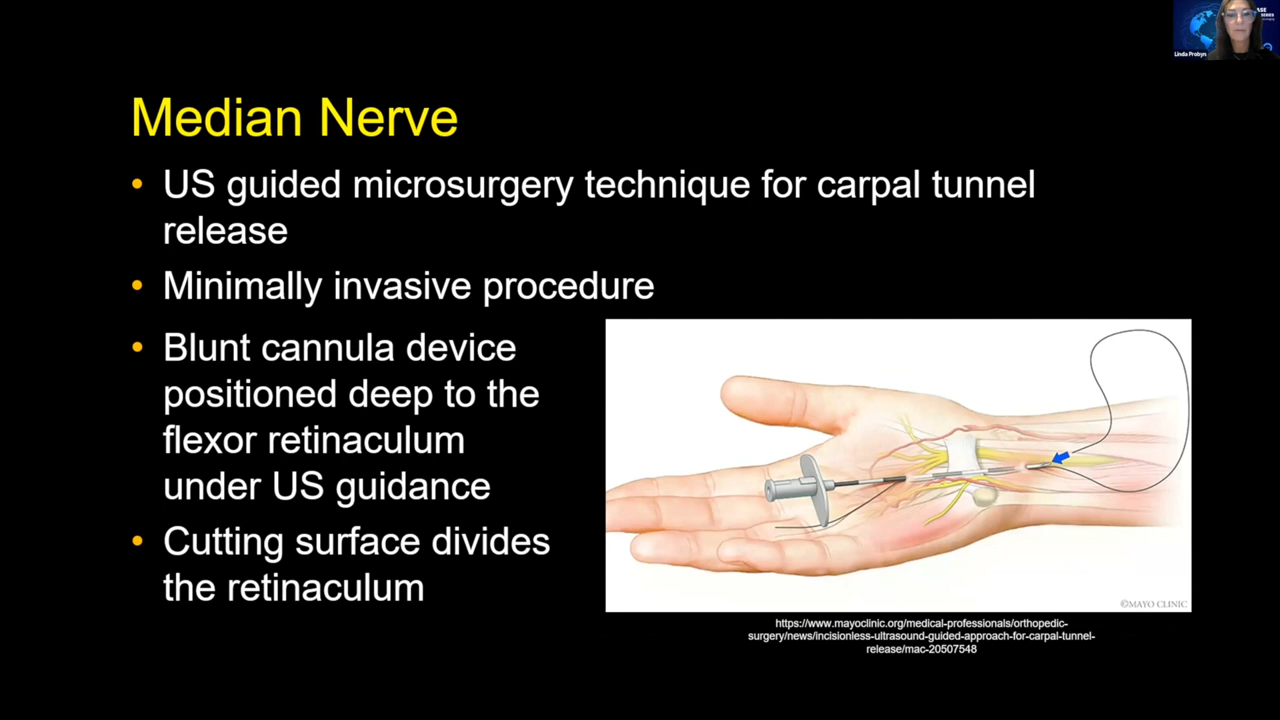 ASE
SERIES
Linda Probyn
Median Nerve
• US guided microsurgery technique for carpal tunnel
release
• Minimally invasive procedure
• Blunt cannula device
positioned deep to the
flexor retinaculum
under US guidance
• Cutting surface divides
the retinaculum
©MAYO CLINIC
https://www.mayoclinic.org/medical-professionals/orthopedic-
surgery/news/incisionless-ultrasound-guided-approach-for-carpal-tunnel-
release/mac-20507548